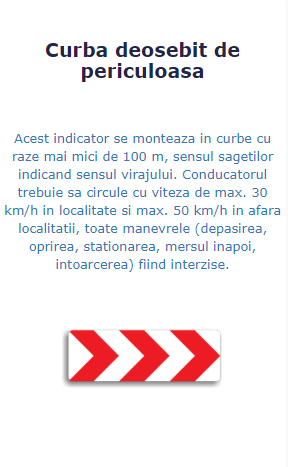 Curba deosebit de
periculoasa
Acest indicator se monteaza in curbe cu
raze mai mici de 100 m, sensul sagetilor
indicand sensul virajului. Conducatorul
trebuie sa circule cu viteza de max. 30
km/h in localitate si max. 50 km/h in afara
localitatii, toate manevrele (depasirea,
oprirea, stationarea, mersul inapoi,
intoarcerea) fiind interzise.